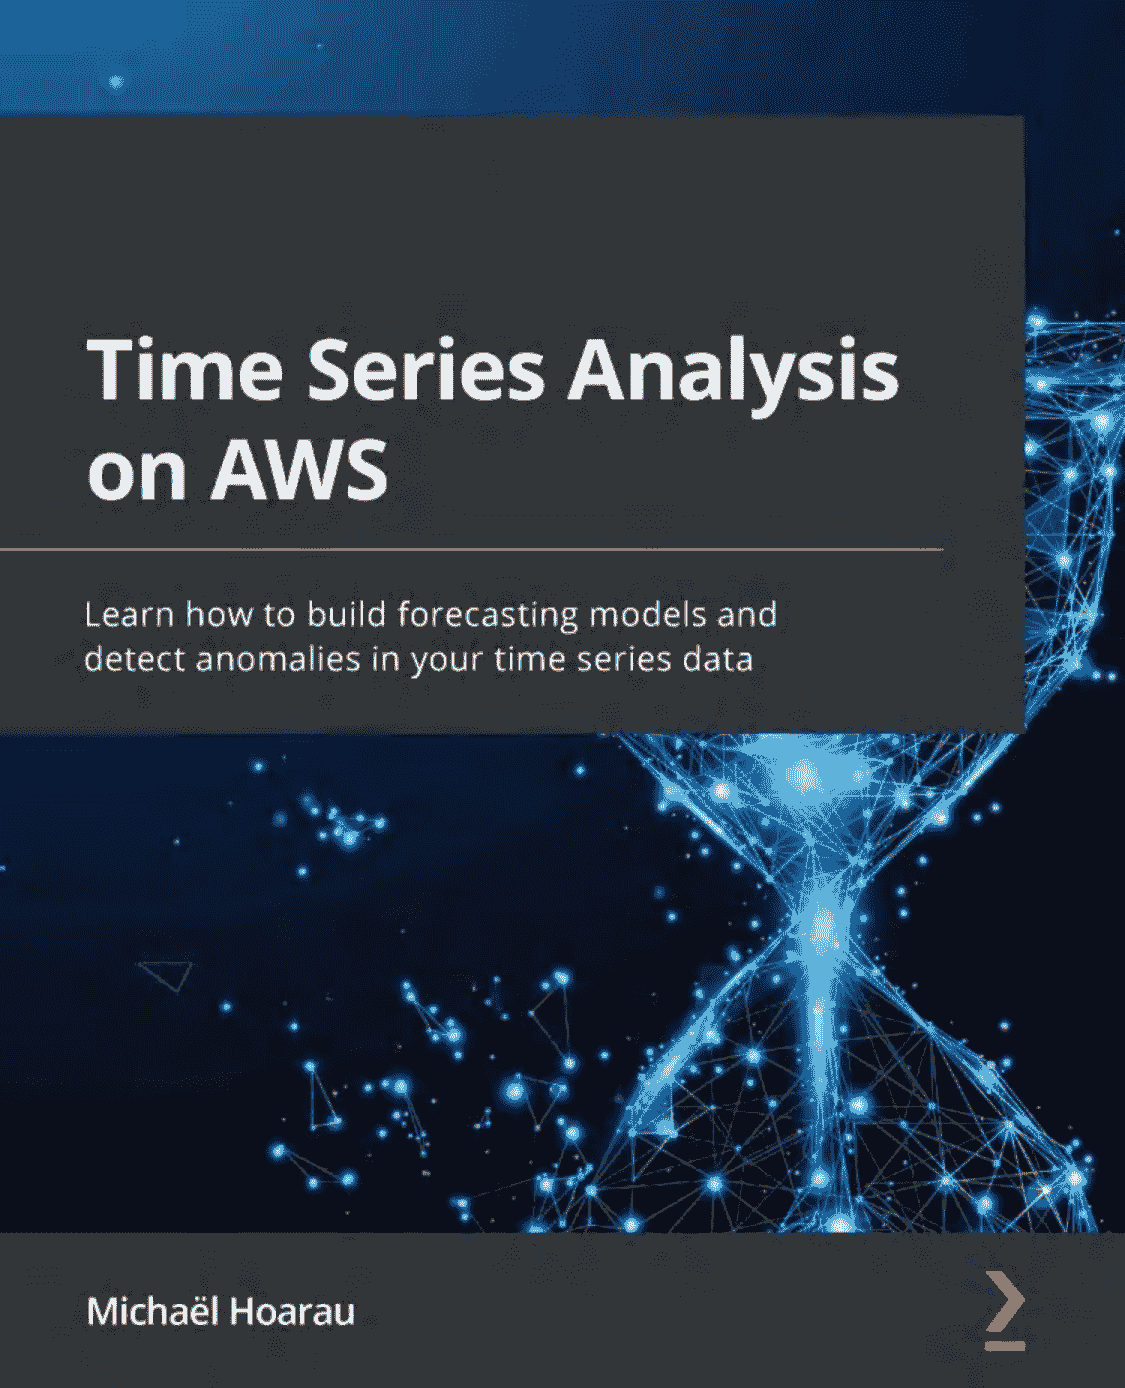 Time Series Analysis
on AWS
Learn how to build forecasting models and
detect anomalies in your time series data
Michaël Hoarau